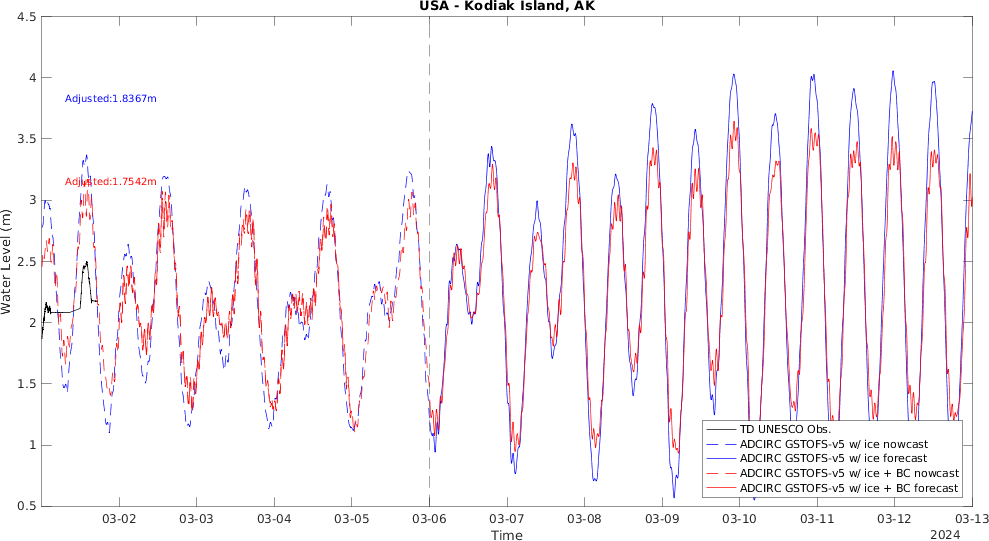 USA - Kodiak Island, AK
4.5
4
3.5
3
2.5
2
1.5
1
0.5
Water Level (m)
Adjusted:1.8367m
Adjusted:1.7542m
TD UNESCO Obs.
ADCIRC GSTOFS-v5 w/ ice nowcast
ADCIRC GSTOFS-v5 w/ ice forecast
ADCIRC GSTOFS-v5 w/ ice + BC nowcast
ADCIRC GSTOFS-v5 w/ ice + BC forecast
03-02 03-03 03-04 03-05 03-06 03-07 03-08 03-09 03-10 03-11 03-12 03-13
Time
2024